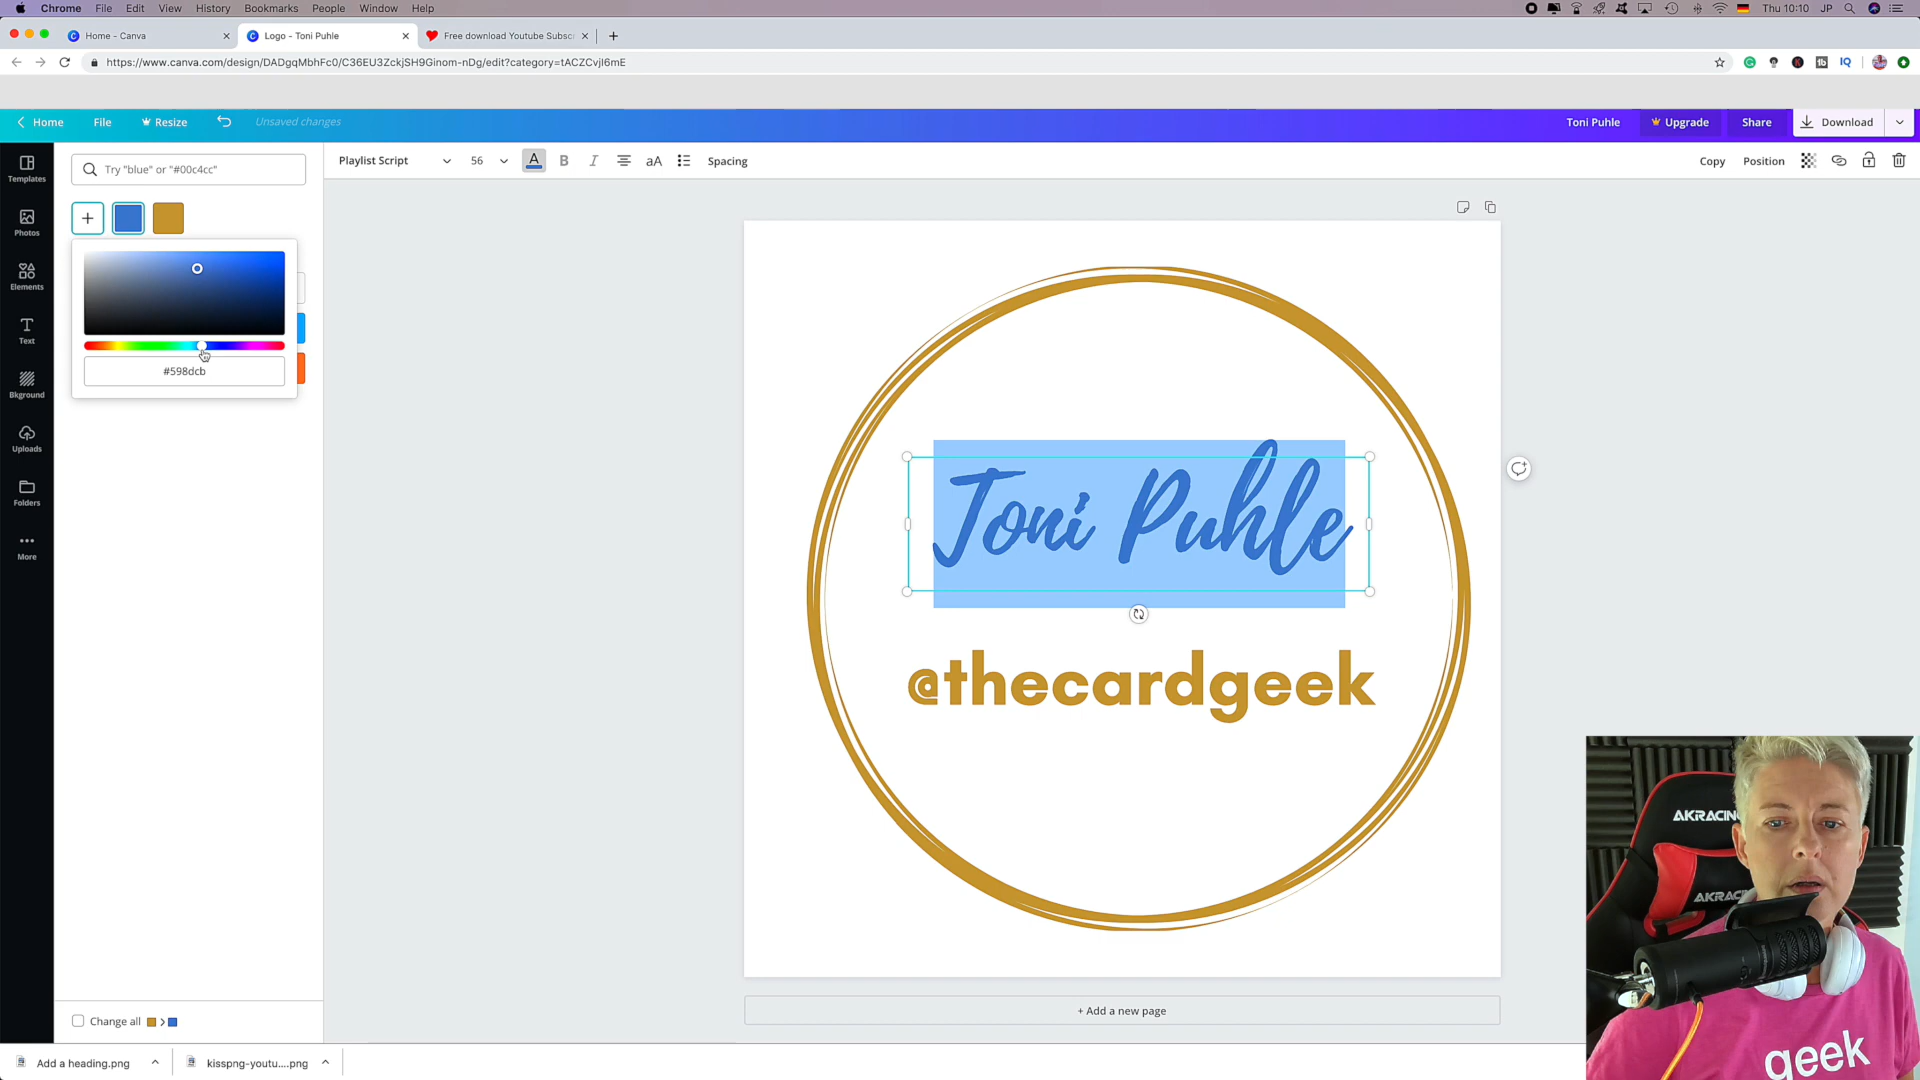 Chrome File Edit View History Bookmarks People Window Help
Thu 10:10 JP
Home - Canva
Logo - Toni Puhle
Free download Youtube Subsc
https://www.canva.com/design/DADgqMbhFc0/C36EU3ZckjSH9Ginom-nDg/edit?category=tACZCvjI6mE
Home File Resize Unsaved changes
Toni Puhle Upgrade Share Download
Try "blue" or "#00c4cc"
Playlist Script 56 A B I aA Spacing
Copy Position
Templates
Photos
Elements
Text
Bkground
Uploads
Folders
More
#598dcb
Toni Puhle
@thecardgeek
+ Add a new page
Change all
Add a heading.png
kisspng-youtu....png
AKRACING
AKRACING
geek